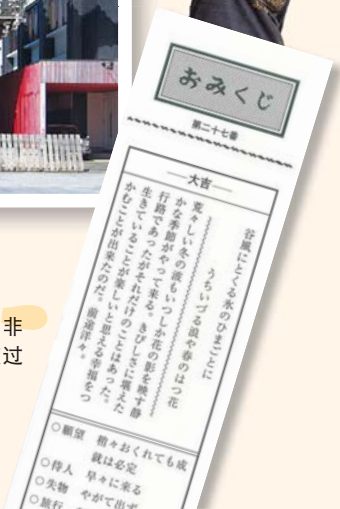 おみくじ
第二十七番
大吉
谷風にとくる氷のひまごとに
うちいづる浪や春のはつ花
荒々しい冬の波もいつしか花の影を映す静
かな季節がやって来る。きびしさに堪えた
行路であったがそれだけのことはあった。
生きていることが楽しいと思える幸福をつ
かむことが出来たのだ。前途洋々。
○願望 稍々おくれても成
就は必定
○待人 早々に来る
○失物 やがて出ず
○旅行
非
过